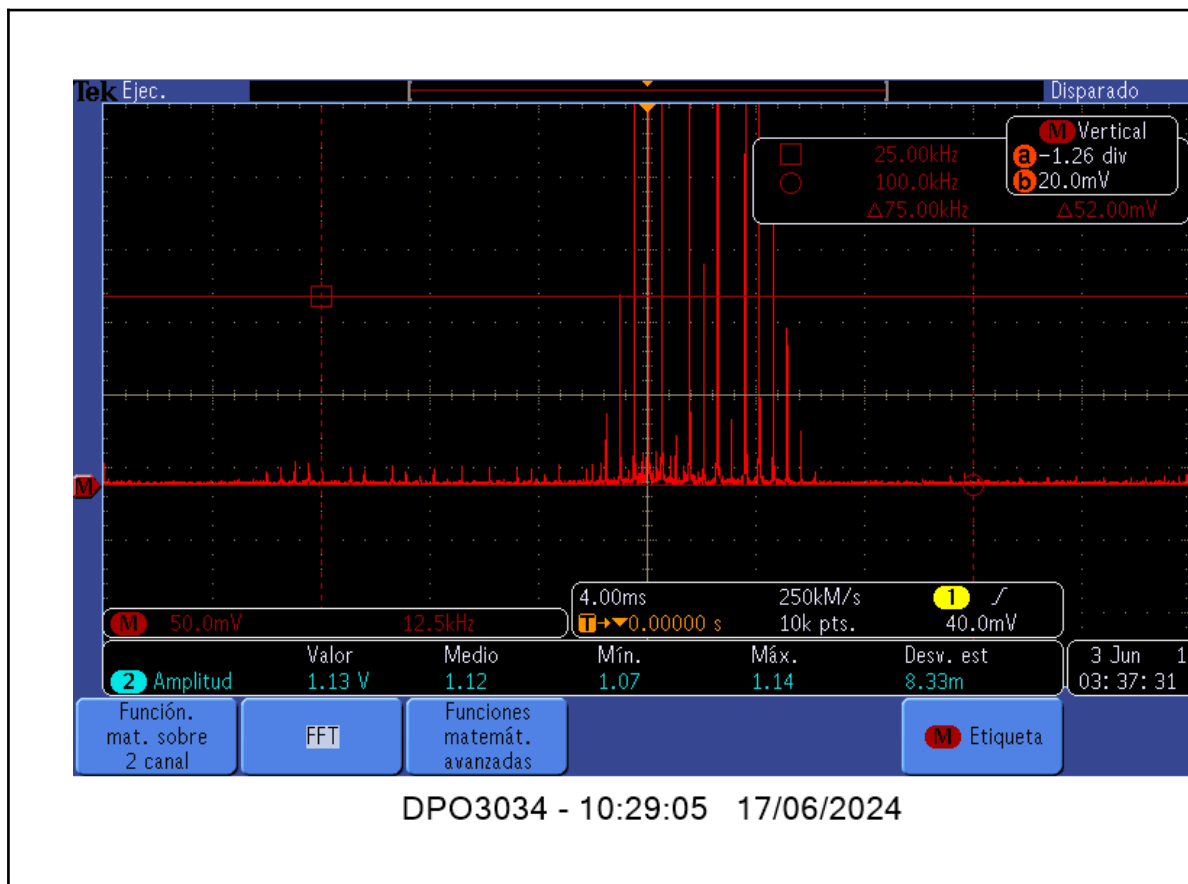 Tek Ejec. Disparado
M Vertical
a -1.26 div
b 20.0mV
25.00kHz
100.0kHz
△75.00kHz △52.00mV
M
M 50.0mV 12.5kHz
4.00ms 250kM/s 1
T→▼0.00000 s 10k pts. 40.0mV
Valor Medio Mín. Máx. Desv. est
2 Amplitud 1.13 V 1.12 1.07 1.14 8.33m
3 Jun 1
03:37:31
Función.
mat. sobre
2 canal
FFT
Funciones
matemát.
avanzadas
M Etiqueta
DPO3034 - 10:29:05 17/06/2024